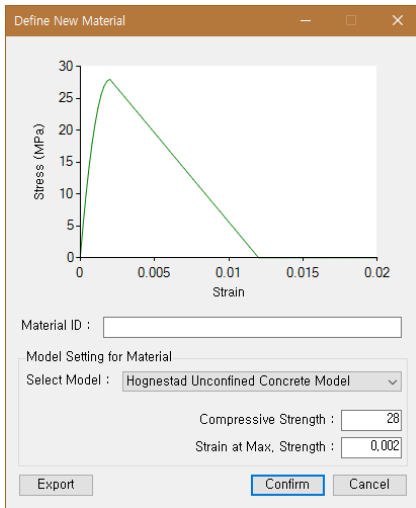 Define New Material
30
25
20
15
10
5
0
Stress (MPa)
0 0.005 0.01 0.015 0.02
Strain
Material ID :
Model Setting for Material
Select Model : Hognestad Unconfined Concrete Model
Compressive Strength : 28
Strain at Max, Strength : 0,002
Export Confirm Cancel